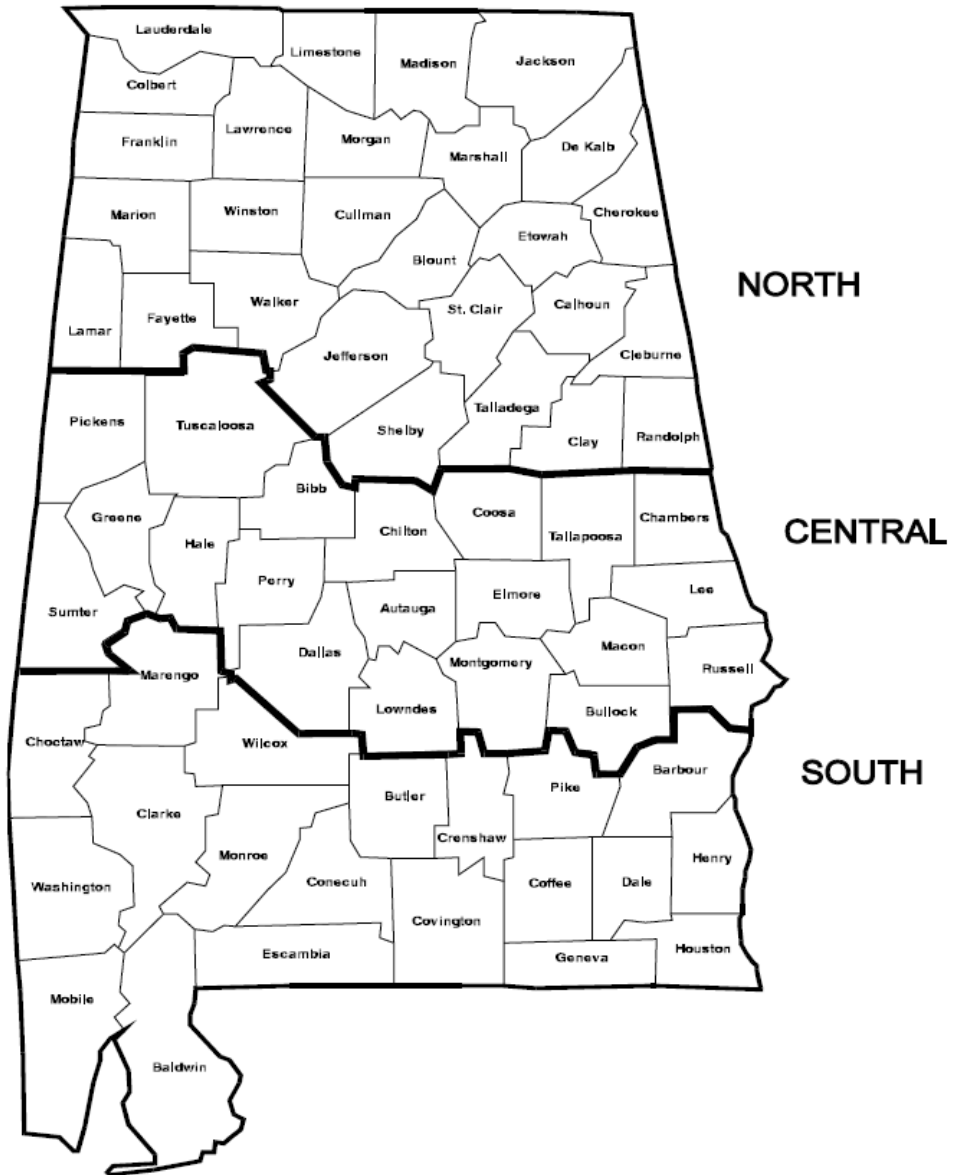 Lauderdale
Limestone
Madison
Jackson
Colbert
Lawrence
Franklin
Morgan
Marshall
De Kalb
Marion
Winston
Cullman
Cherokee
Etowah
Blount
NORTH
Walker
St. Clair
Calhoun
Lamar
Fayette
Jefferson
Cleburne
Talladega
Pickens
Tuscaloosa
Shelby
Clay
Randolph
Bibb
Greene
Coosa
Chambers
Chilton
Tallapoosa
CENTRAL
Hale
Perry
Elmore
Lee
Sumter
Autauga
Dallas
Macon
Montgomery
Russell
Marengo
Lowndes
Bullock
Choctaw
Wilcox
SOUTH
Barbour
Butler
Pike
Clarke
Crenshaw
Monroe
Henry
Washington
Conecuh
Coffee
Dale
Covington
Escambia
Geneva
Houston
Mobile
Baldwin